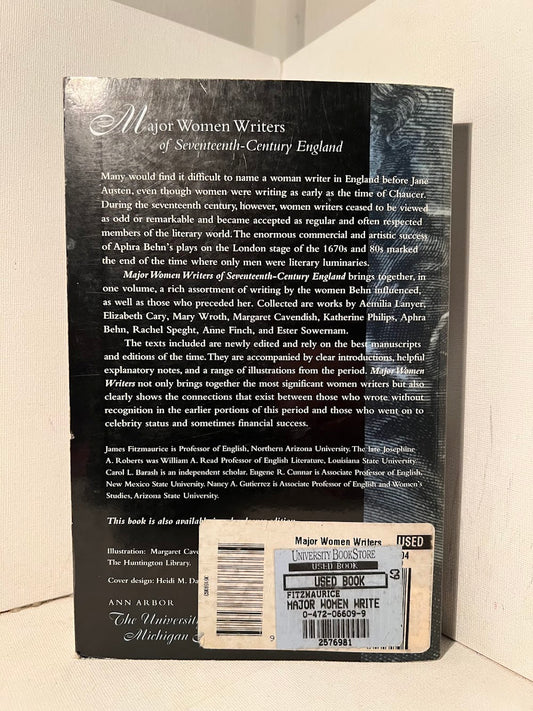 Major Women Writers
of Seventeenth-Century England
Many would find it difficult to name a woman writer in England before Jane
Austen, even though women were writing as early as the time of Chaucer.
During the seventeenth century, however, women writers ceased to be viewed
as odd or remarkable and became accepted as regular and often respected
members of the literary world. The enormous commercial and artistic success
of Aphra Behn's plays on the London stage of the 1670s and 80s marked
the end of the time where only men were literary luminaries.
Major Women Writers of Seventeenth-Century England brings together, in
one volume, a rich assortment of writing by the women Behn influenced,
as well as those who preceded her. Collected are works by Aemilia Lanyer,
Elizabeth Cary, Mary Wroth, Margaret Cavendish, Katherine Philips, Aphra
Behn, Rachel Speght, Anne Finch, and Ester Sowernam.
The texts included are newly edited and rely on the best manuscripts
and editions of the time. They are accompanied by clear introductions, helpful
explanatory notes, and a range of illustrations from the period. Major Women
Writers not only brings together the most significant women writers but also
clearly shows the connections that exist between those who wrote without
recognition in the earlier portions of this period and those who went on to
celebrity status and sometimes financial success.
James Fitzmaurice is Professor of English, Northern Arizona University. The late Josephine
A. Roberts was William A. Read Professor of English Literature, Louisiana State University.
Carol L. Barash is an independent scholar. Eugene R. Cunnar is Associate Professor of English,
New Mexico State University. Nancy A. Gutierrez is Associate Professor of English and Women's
Studies, Arizona State University.
This book is also available
Illustration: Margaret Cave
The Huntington Library.
Cover design: Heidi M. Da
ANN ARBOR
The Universit
Michigan
Major Women Writers
USED
04
UNIVERSITY BOOKSTORE
USED BOOK
USED BOOK
FITZMAURICE
MAJOR WOMEN WRITE
0-472-06609-9
2576981
9